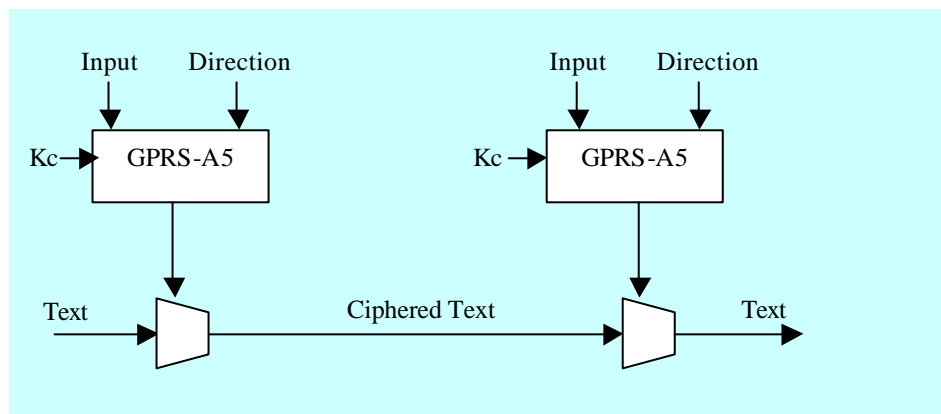 Input Direction Input Direction
Kc GPRS-A5 Kc GPRS-A5
Text Ciphered Text Text